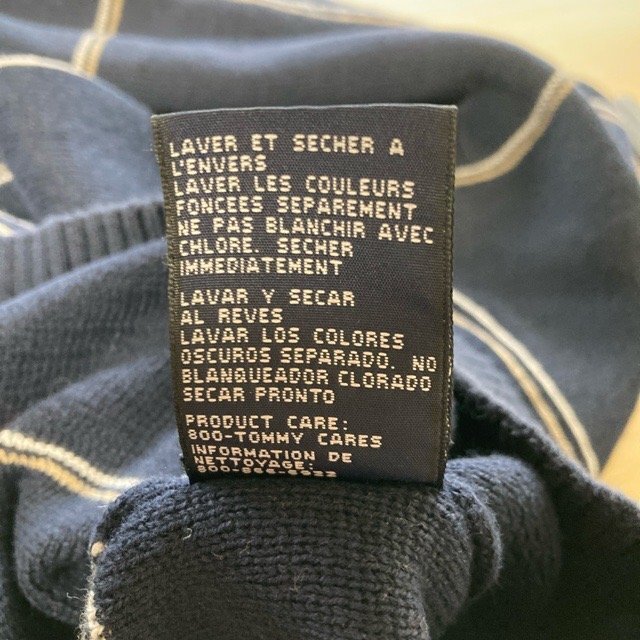 LAVER ET SECHER A
L'ENVERS
LAVER LES COULEURS
FONCEES SEPAREMENT
NE PAS BLANCHIR AVEC
CHLORE. SECHER
IMMEDIATEMENT
LAVAR Y SECAR
AL REVES
LAVAR LOS COLORES
OSCUROS SEPARADO. NO
BLANQUEADOR CLORADO
SECAR PRONTO
PRODUCT CARE:
800-TOMMY CARES
INFORMATION DE